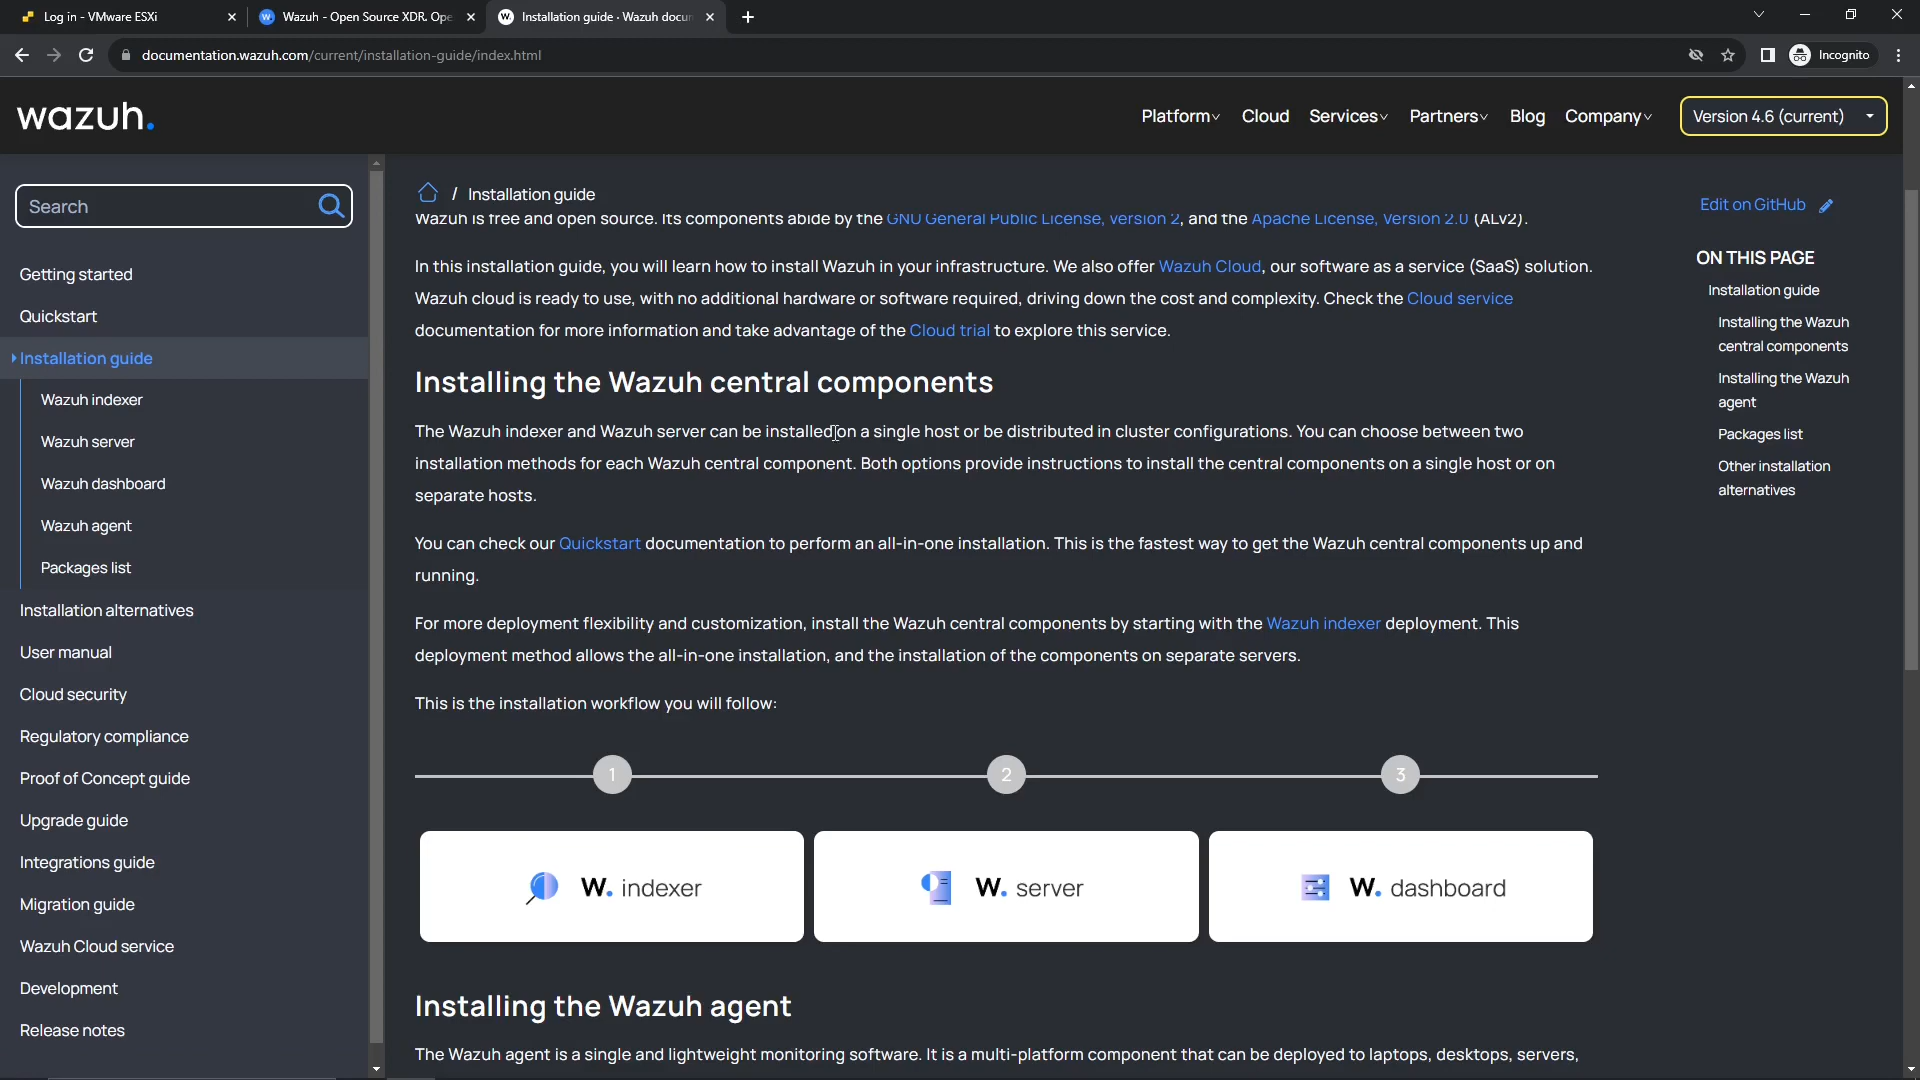 Log in - VMware ESXi
Wazuh - Open Source XDR. Ope
Installation guide · Wazuh docu
documentation.wazuh.com/current/installation-guide/index.html
Incognito
wazuh.
Platform
Cloud
Services
Partners
Blog
Company
Version 4.6 (current)
Search
Getting started
Quickstart
Installation guide
Wazuh indexer
Wazuh server
Wazuh dashboard
Wazuh agent
Packages list
Installation alternatives
User manual
Cloud security
Regulatory compliance
Proof of Concept guide
Upgrade guide
Integrations guide
Migration guide
Wazuh Cloud service
Development
Release notes
/ Installation guide
Wazuh is free and open source. Its components abide by the GNU General Public License, version 2, and the Apache License, Version 2.0 (ALv2).
In this installation guide, you will learn how to install Wazuh in your infrastructure. We also offer Wazuh Cloud, our software as a service (SaaS) solution.
Wazuh cloud is ready to use, with no additional hardware or software required, driving down the cost and complexity. Check the Cloud service
documentation for more information and take advantage of the Cloud trial to explore this service.
Installing the Wazuh central components
The Wazuh indexer and Wazuh server can be installed on a single host or be distributed in cluster configurations. You can choose between two
installation methods for each Wazuh central component. Both options provide instructions to install the central components on a single host or on
separate hosts.
You can check our Quickstart documentation to perform an all-in-one installation. This is the fastest way to get the Wazuh central components up and
running.
For more deployment flexibility and customization, install the Wazuh central components by starting with the Wazuh indexer deployment. This
deployment method allows the all-in-one installation, and the installation of the components on separate servers.
This is the installation workflow you will follow:
1
2
3
W. indexer
W. server
W. dashboard
Installing the Wazuh agent
The Wazuh agent is a single and lightweight monitoring software. It is a multi-platform component that can be deployed to laptops, desktops, servers,
Edit on GitHub
ON THIS PAGE
Installation guide
Installing the Wazuh
central components
Installing the Wazuh
agent
Packages list
Other installation
alternatives